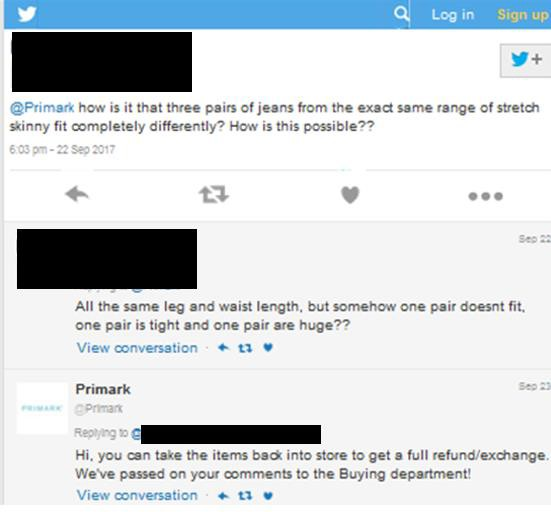 Log in Sign up
@Primark how is it that three pairs of jeans from the exact same range of stretch
skinny fit completely differently? How is this possible??
6:03 pm - 22 Sep 2017
Sep 22
All the same leg and waist length, but somehow one pair doesnt fit,
one pair is tight and one pair are huge??
View conversation ·
Primark
Sep 23
PRIMARK
@Primark
Replying to @
Hi, you can take the items back into store to get a full refund/exchange.
We've passed on your comments to the Buying department!
View conversation ·